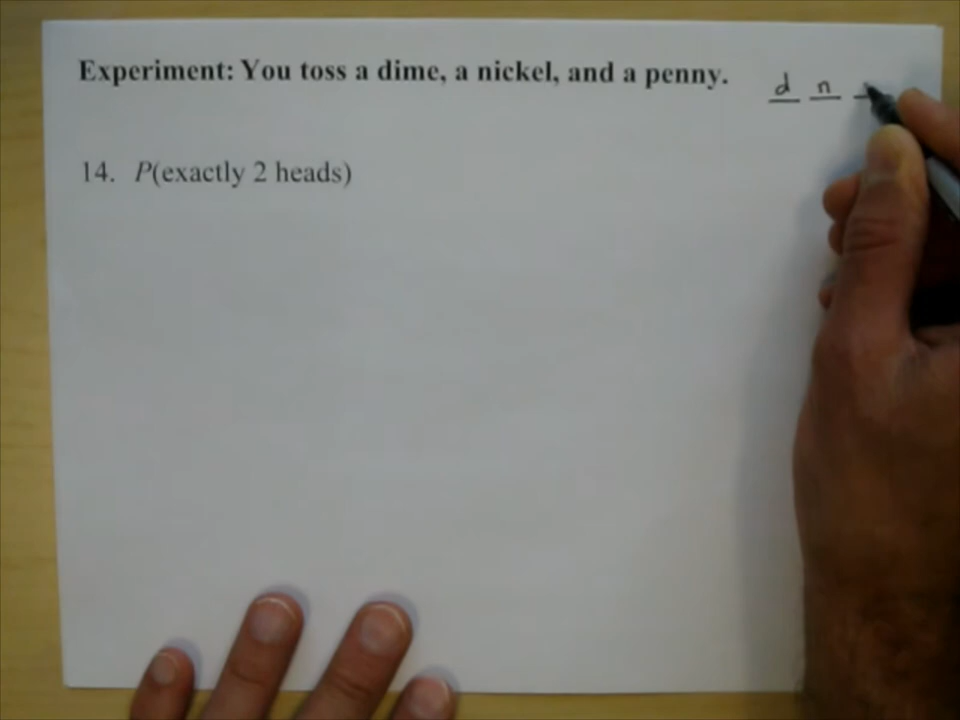 Experiment: You toss a dime, a nickel, and a penny.
d n
14. P(exactly 2 heads)